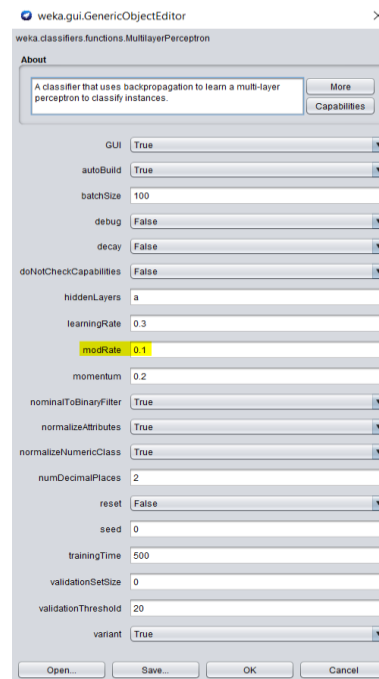 weka.gui.GenericObjectEditor
weka.classifiers.functions.MultilayerPerceptron
About
A classifier that uses backpropagation to learn a multi-layer
perceptron to classify instances.
More
Capabilities
GUI True
autoBuild True
batchSize 100
debug False
decay False
doNotCheckCapabilities False
hiddenLayers a
learningRate 0.3
modRate 0.1
momentum 0.2
nominalToBinaryFilter True
normalizeAttributes True
normalizeNumericClass True
numDecimalPlaces 2
reset False
seed 0
trainingTime 500
validationSetSize 0
validationThreshold 20
variant True
Open... Save... OK Cancel